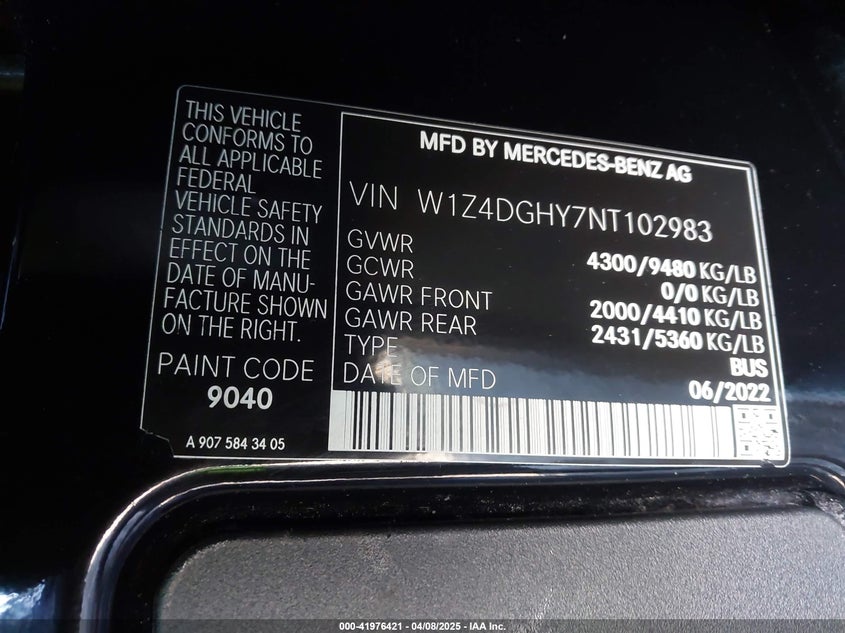 THIS VEHICLE
CONFORMS TO
ALL APPLICABLE
FEDERAL
VEHICLE SAFETY
STANDARDS IN
EFFECT ON THE
DATE OF MANU-
FACTURE SHOWN
ON THE RIGHT.
PAINT CODE
9040
A 907 584 34 05
MFD BY MERCEDES-BENZ AG
VIN W1Z4DGHY7NT102983
GVWR 4300/9480 KG/LB
GCWR 0/0 KG/LB
GAWR FRONT 2000/4410 KG/LB
GAWR REAR 2431/5360 KG/LB
TYPE BUS
DATE OF MFD 06/2022
000-41976421 - 04/08/2025 - IAA Inc.